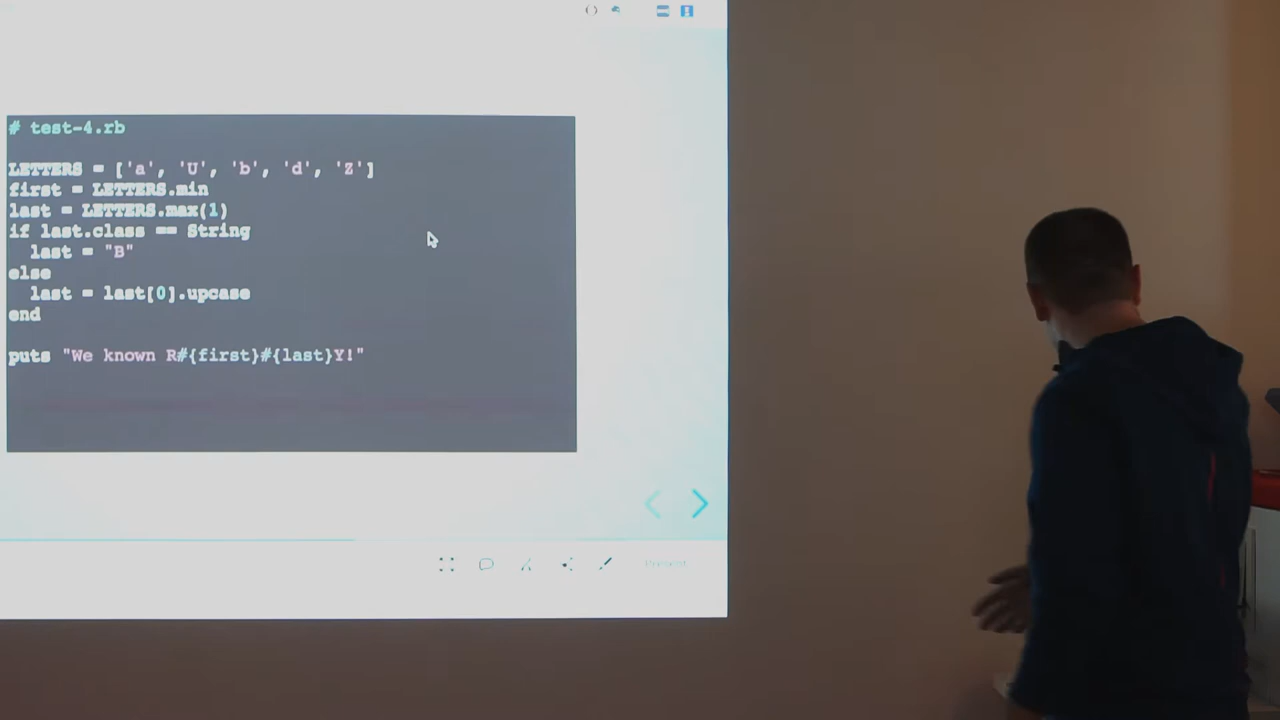 # test-4.rb
LETTERS = ['a', 'U', 'b', 'd', 'Z']
first = LETTERS.min
last = LETTERS.max(1)
if last.class == String
last = "B"
else
last = last[0].upcase
end
puts "We known R#{first}#{last}Y!"
Present